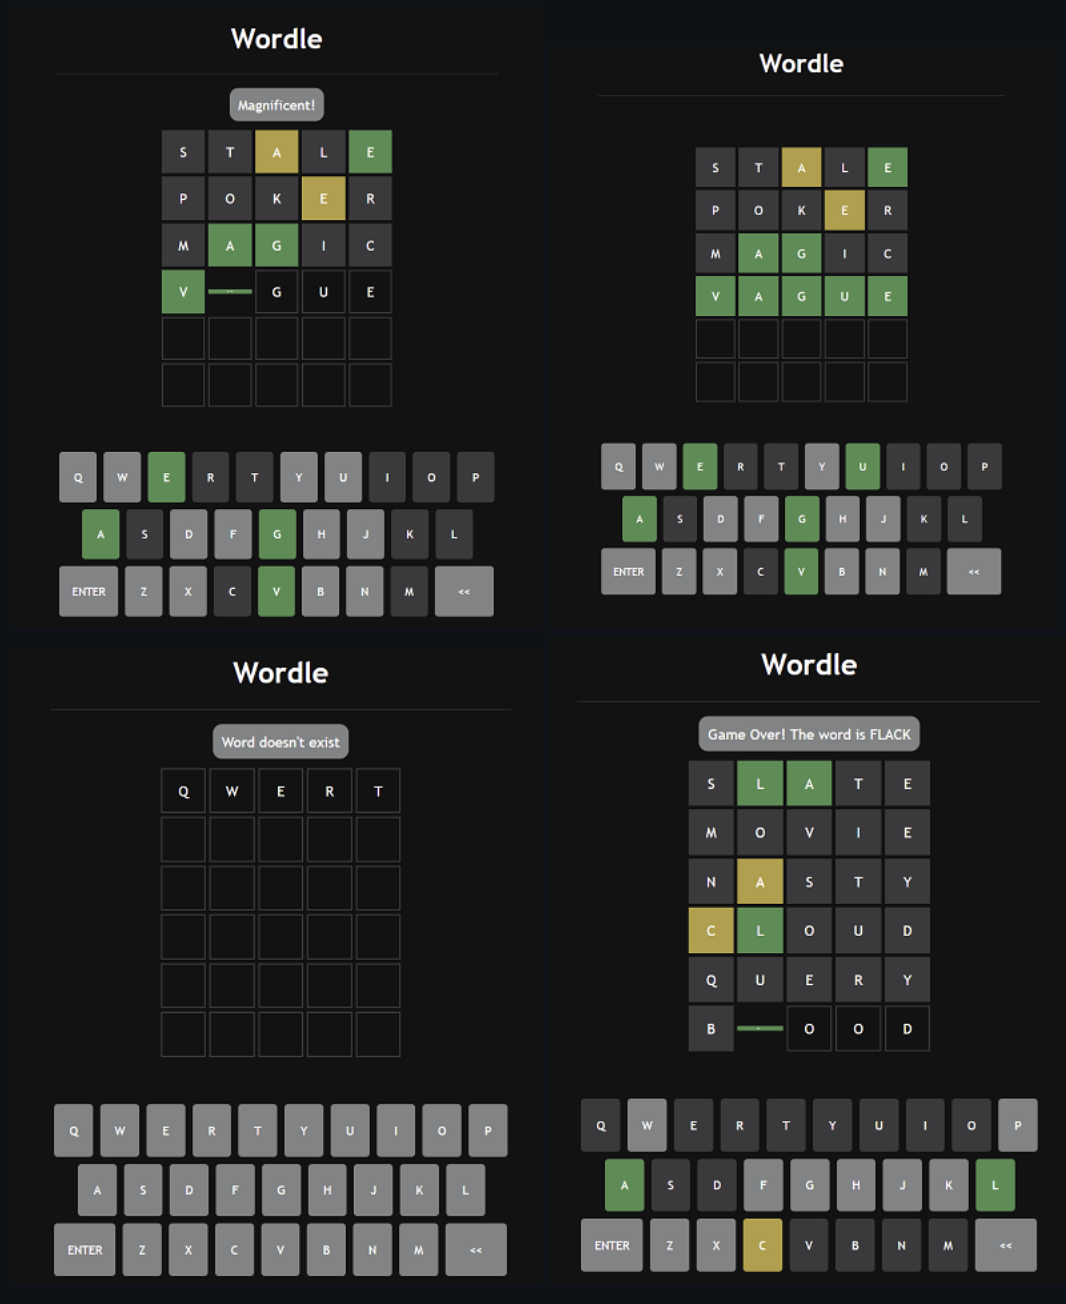 Wordle
Magnificent!
S T A L E
P O K E R
M A G I C
V G U E
Q W E R T Y U I O P
A S D F G H J K L
ENTER Z X C V B N M <<
Wordle
S T A L E
P O K E R
M A G I C
V A G U E
Q W E R T Y U I O P
A S D F G H J K L
ENTER Z X C V B N M <<
Wordle
Word doesn't exist
Q W E R T
Q W E R T Y U I O P
A S D F G H J K L
ENTER Z X C V B N M <<
Wordle
Game Over! The word is FLACK
S L A T E
M O V I E
N A S T Y
C L O U D
Q U E R Y
B O O D
Q W E R T Y U I O P
A S D F G H J K L
ENTER Z X C V B N M <<